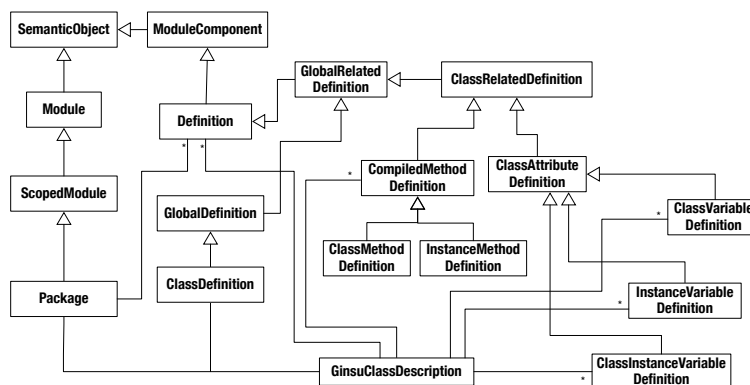 SemanticObject
ModuleComponent
GlobalRelated
Definition
ClassRelatedDefinition
Module
Definition
*
*
ScopedModule
GlobalDefinition
*
CompiledMethod
Definition
ClassAttribute
Definition
ClassVariable
Definition
*
ClassMethod
Definition
InstanceMethod
Definition
Package
ClassDefinition
InstanceVariable
Definition
*
GinsuClassDescription
ClassInstanceVariable
Definition
*